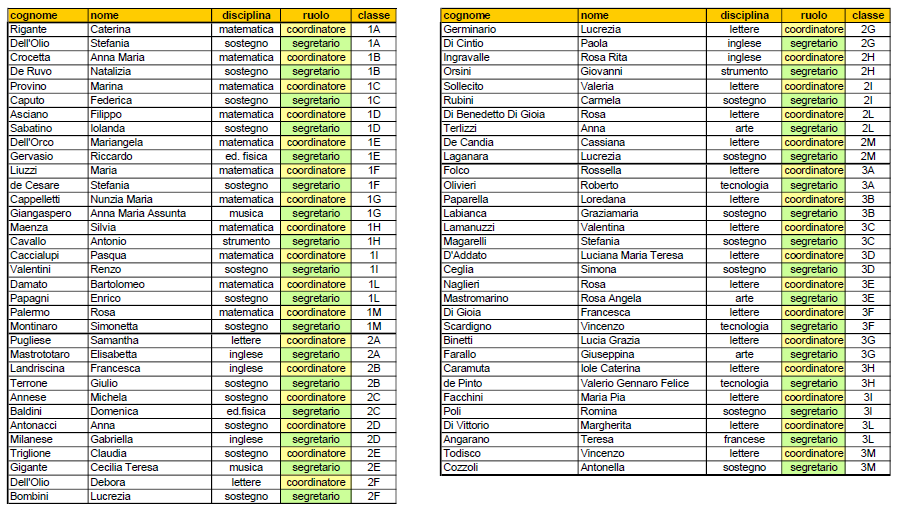 cognome nome disciplina ruolo classe
Rigante Caterina matematica coordinatore 1A
Dell'Olio Stefania sostegno segretario 1A
Crocetta Anna Maria matematica coordinatore 1B
De Ruvo Natalizia sostegno segretario 1B
Provino Marina matematica coordinatore 1C
Caputo Federica sostegno segretario 1C
Asciano Filippo matematica coordinatore 1D
Sabatino Iolanda sostegno segretario 1D
Dell'Orco Mariangela matematica coordinatore 1E
Gervasio Riccardo ed. fisica segretario 1E
Liuzzi Maria matematica coordinatore 1F
de Cesare Stefania sostegno segretario 1F
Cappelletti Nunzia Maria matematica coordinatore 1G
Giangaspero Anna Maria Assunta musica segretario 1G
Maenza Silvia matematica coordinatore 1H
Cavallo Antonio strumento segretario 1H
Caccialupi Pasqua matematica coordinatore 1I
Valentini Renzo sostegno segretario 1I
Damato Bartolomeo matematica coordinatore 1L
Papagni Enrico sostegno segretario 1L
Palermo Rosa matematica coordinatore 1M
Montinaro Simonetta sostegno segretario 1M
Pugliese Samantha lettere coordinatore 2A
Mastrototaro Elisabetta inglese segretario 2A
Landriscina Francesca inglese coordinatore 2B
Terrone Giulio sostegno segretario 2B
Annese Michela sostegno coordinatore 2C
Baldini Domenica ed.fisica segretario 2C
Antonacci Anna sostegno coordinatore 2D
Milanese Gabriella inglese segretario 2D
Triglione Claudia sostegno coordinatore 2E
Gigante Cecilia Teresa musica segretario 2E
Dell'Olio Debora lettere coordinatore 2F
Bombini Lucrezia sostegno segretario 2F
cognome nome disciplina ruolo classe
Germinario Lucrezia lettere coordinatore 2G
Di Cintio Paola inglese segretario 2G
Ingravalle Rosa Rita inglese coordinatore 2H
Orsini Giovanni strumento segretario 2H
Sollecito Valeria lettere coordinatore 2I
Rubini Carmela sostegno segretario 2I
Di Benedetto Di Gioia Rosa lettere coordinatore 2L
Terlizzi Anna arte segretario 2L
De Candia Cassiana lettere coordinatore 2M
Laganara Lucrezia sostegno segretario 2M
Folco Rossella lettere coordinatore 3A
Olivieri Roberto tecnologia segretario 3A
Paparella Loredana lettere coordinatore 3B
Labianca Graziamaria sostegno segretario 3B
Lamanuzzi Valentina lettere coordinatore 3C
Magarelli Stefania sostegno segretario 3C
D'Addato Luciana Maria Teresa lettere coordinatore 3D
Ceglia Simona sostegno segretario 3D
Naglieri Rosa lettere coordinatore 3E
Mastromarino Rosa Angela arte segretario 3E
Di Gioia Francesca lettere coordinatore 3F
Scardigno Vincenzo tecnologia segretario 3F
Binetti Lucia Grazia lettere coordinatore 3G
Farallo Giuseppina arte segretario 3G
Caramuta Iole Caterina lettere coordinatore 3H
de Pinto Valerio Gennaro Felice tecnologia segretario 3H
Facchini Maria Pia lettere coordinatore 3I
Poli Romina sostegno segretario 3I
Di Vittorio Margherita lettere coordinatore 3L
Angarano Teresa francese segretario 3L
Todisco Vincenzo lettere coordinatore 3M
Cozzoli Antonella sostegno segretario 3M